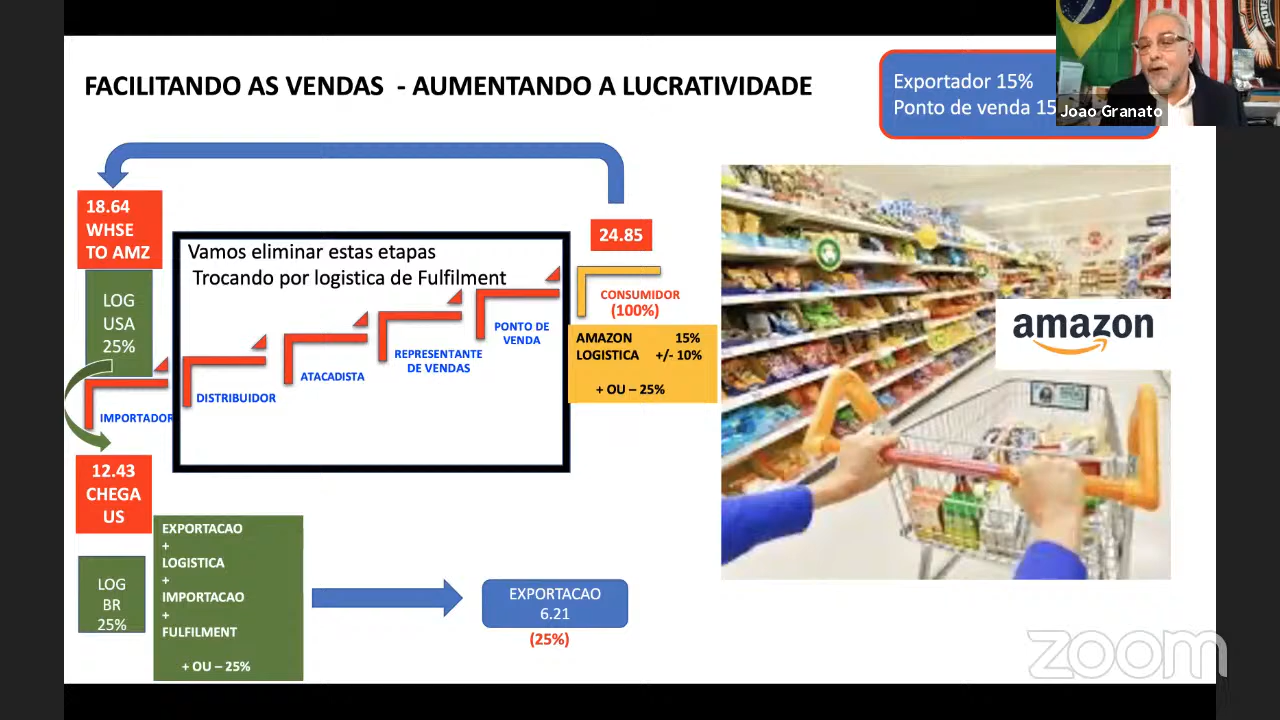 FACILITANDO AS VENDAS - AUMENTANDO A LUCRATIVIDADE
Exportador 15%
Ponto de venda 15
Joao Granato
18.64
WHSE
TO AMZ
LOG
USA
25%
IMPORTADOR
12.43
CHEGA
US
LOG
BR
25%
Vamos eliminar estas etapas
Trocando por logistica de Fulfilment
DISTRIBUIDOR
ATACADISTA
REPRESENTANTE
DE VENDAS
PONTO DE
VENDA
24.85
CONSUMIDOR
(100%)
AMAZON 15%
LOGISTICA +/- 10%
+ OU – 25%
EXPORTACAO
+
LOGISTICA
+
IMPORTACAO
+
FULFILMENT
+ OU – 25%
EXPORTACAO
6.21
(25%)
amazon
zoom